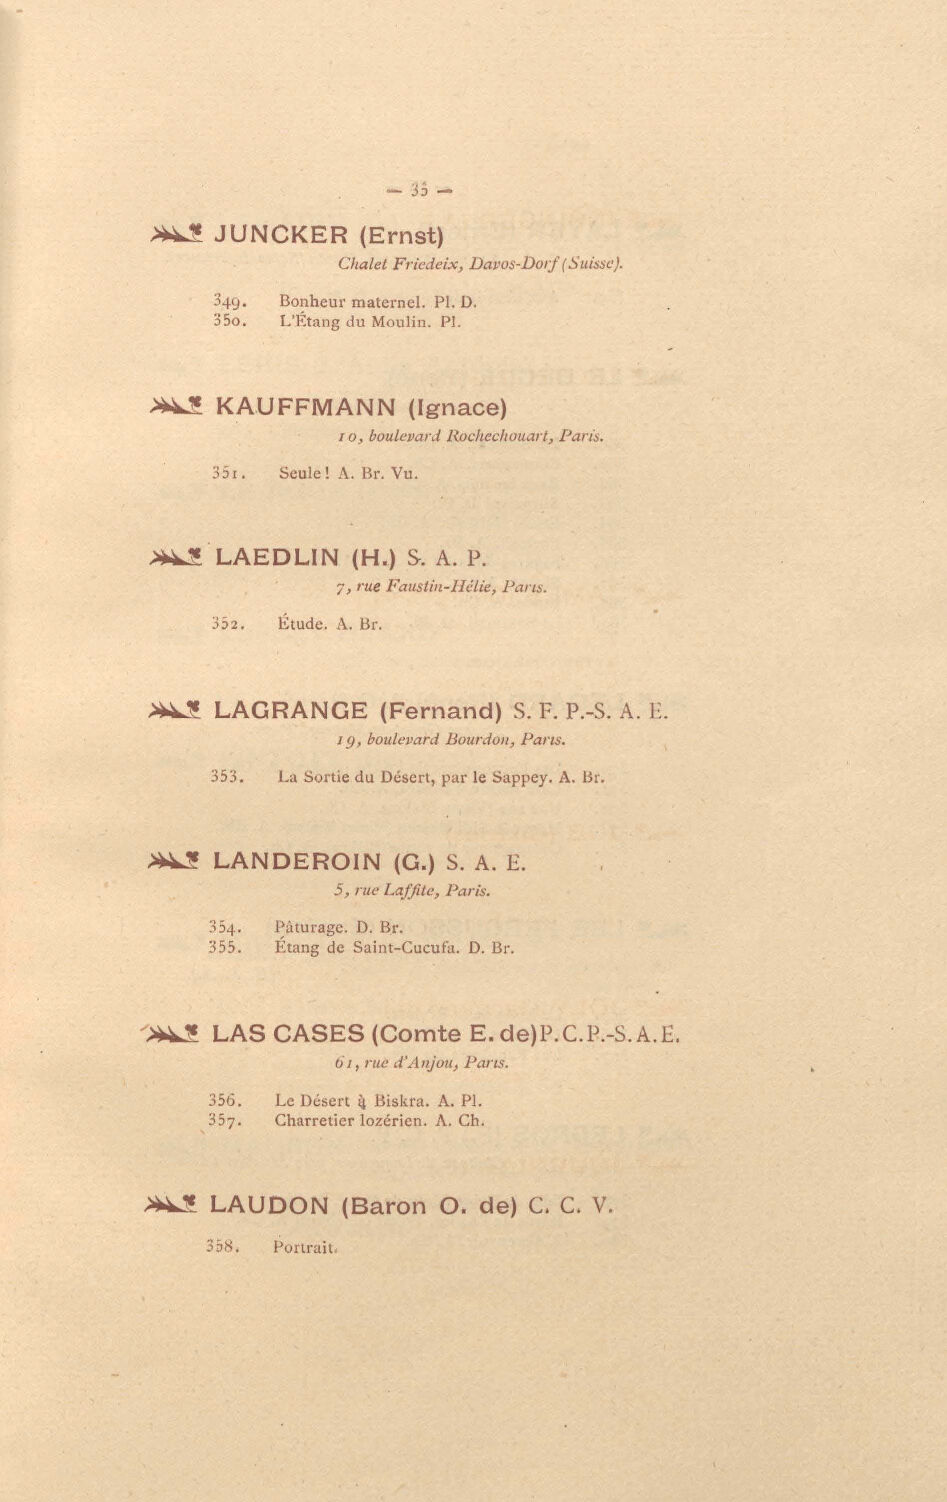 — 35 —
JUNCKER (Ernst)
Chalet Friedeix, Davos-Dorf (Suisse).
349. Bonheur maternel. Pl. D.
350. L'Étang du Moulin. Pl.
KAUFFMANN (Ignace)
10, boulevard Rochechouart, Paris.
351. Seule! A. Br. Vu.
LAEDLIN (H.) S. A. P.
7, rue Faustin-Hélie, Paris.
352. Étude. A. Br.
LAGRANGE (Fernand) S. F. P.-S. A. E.
19, boulevard Bourdon, Paris.
353. La Sortie du Désert, par le Sappey. A. Br.
LANDEROIN (G.) S. A. E.
5, rue Laffite, Paris.
354. Pâturage. D. Br.
355. Étang de Saint-Cucufa. D. Br.
LAS CASES (Comte E. de) P.C.P.-S.A.E.
61, rue d'Anjou, Paris.
356. Le Désert à Biskra. A. Pl.
357. Charretier lozérien. A. Ch.
LAUDON (Baron O. de) C. C. V.
358. Portrait.